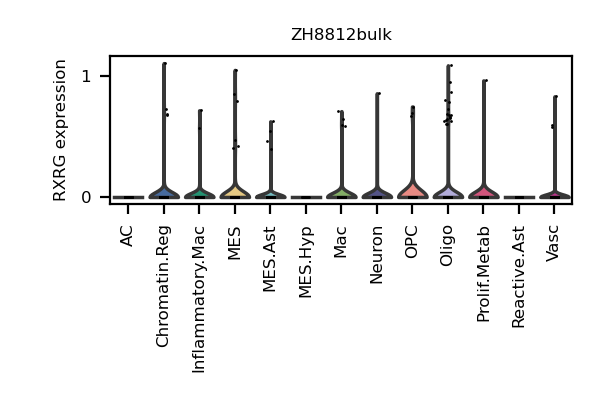 ZH8812bulk
RXRG expression
1
0
AC
Chromatin.Reg
Inflammatory.Mac
MES
MES.Ast
MES.Hyp
Mac
Neuron
OPC
Oligo
Prolif.Metab
Reactive.Ast
Vasc